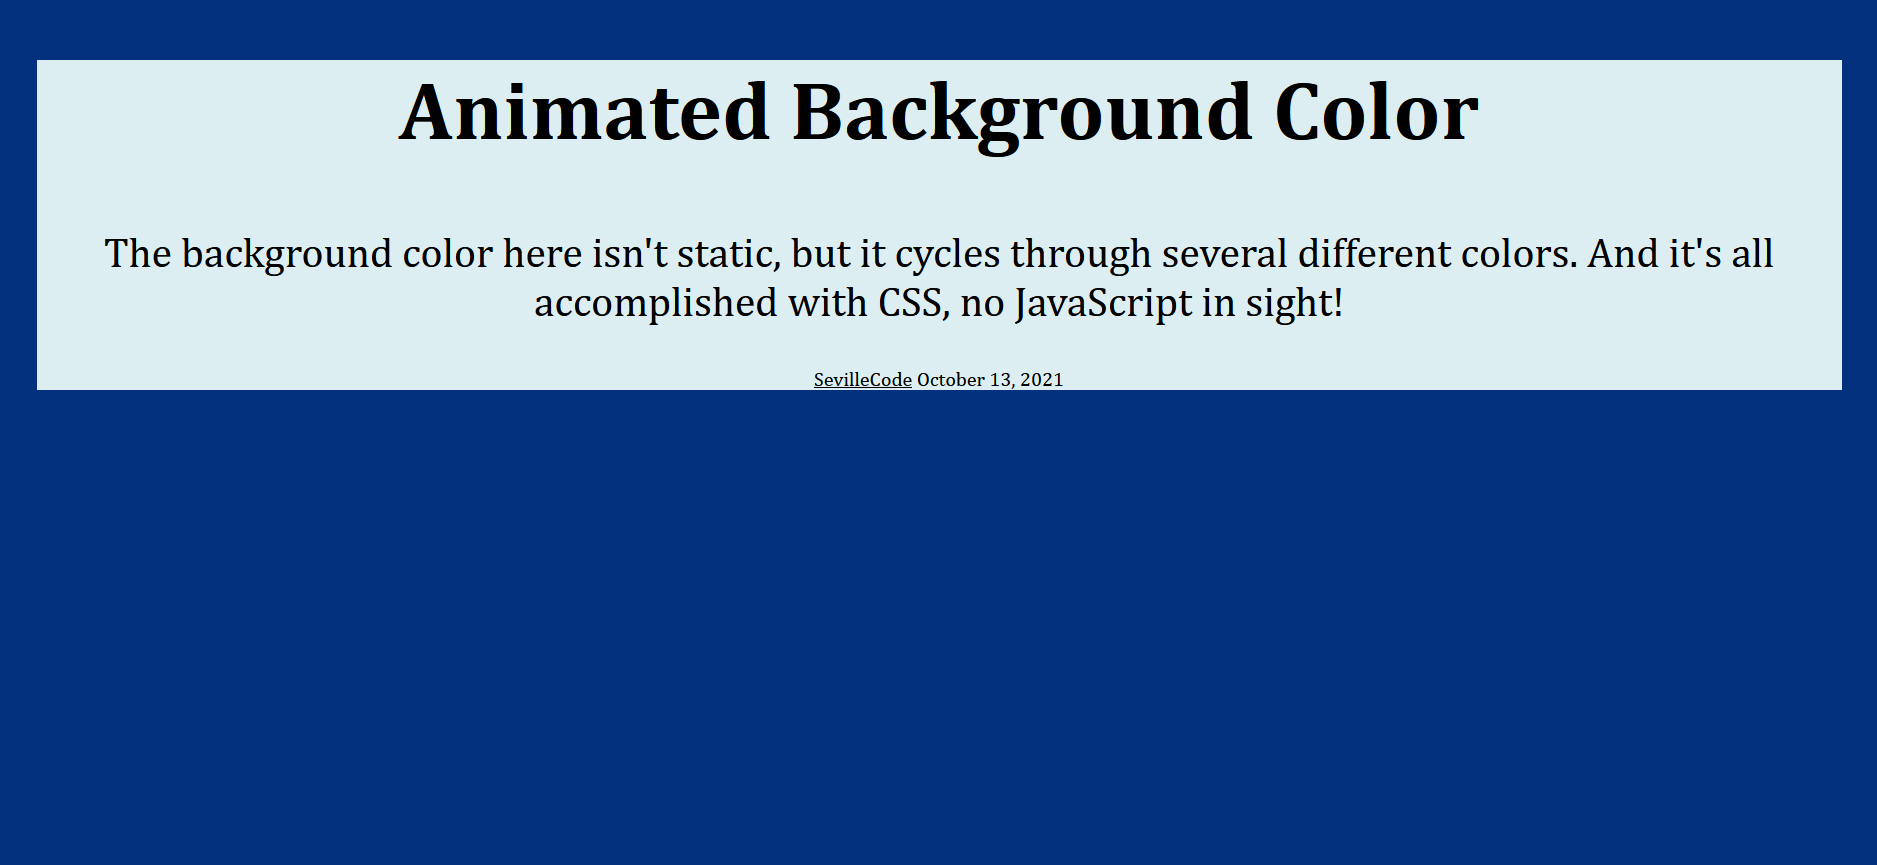 Animated Background Color
The background color here isn't static, but it cycles through several different colors. And it's all
accomplished with CSS, no JavaScript in sight!
SevilleCode October 13, 2021